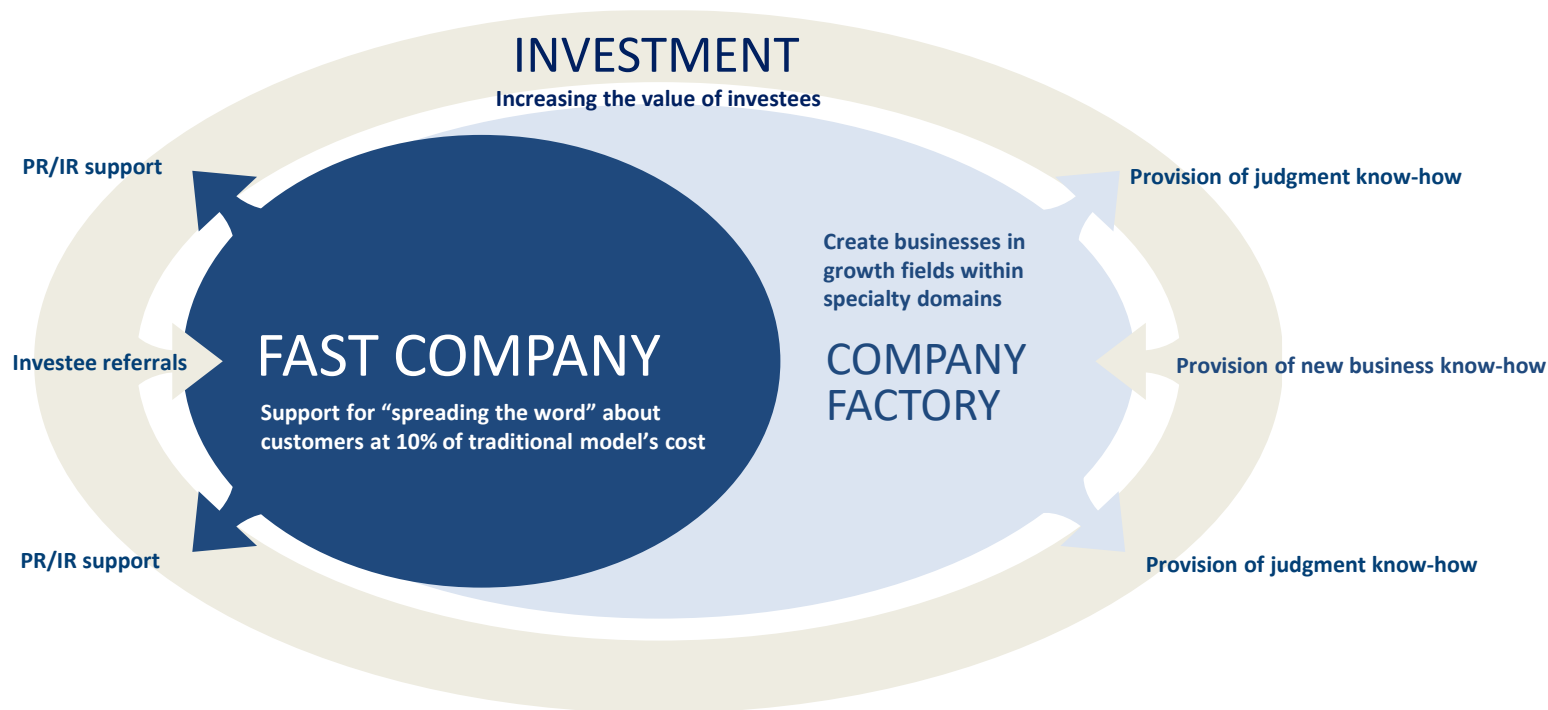 INVESTMENT
Increasing the value of investees
PR/IR support
Provision of judgment know-how
Create businesses in
growth fields within
specialty domains
Investee referrals
FAST COMPANY
COMPANY
FACTORY
Provision of new business know-how
Support for “spreading the word” about
customers at 10% of traditional model’s cost
PR/IR support
Provision of judgment know-how